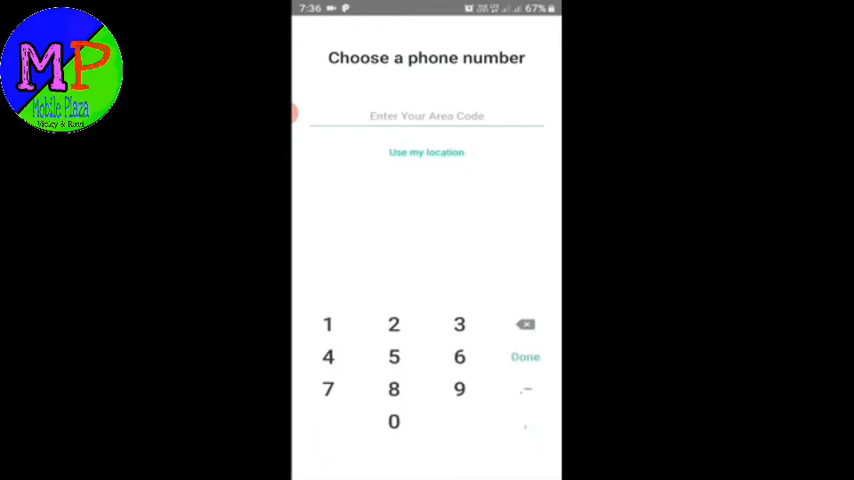 MP
Mobile Plaza
7:36
67%
Choose a phone number
Enter Your Area Code
Use my location
1 2 3
4 5 6 Done
7 8 9 .-
0 ,